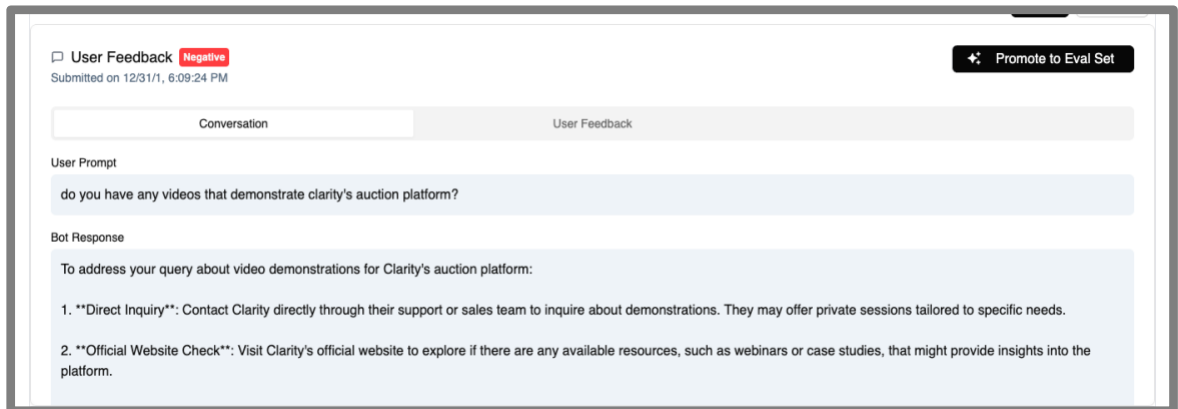 User Feedback Negative
Promote to Eval Set
Submitted on 12/31/1, 6:09:24 PM
Conversation
User Feedback
User Prompt
do you have any videos that demonstrate clarity's auction platform?
Bot Response
To address your query about video demonstrations for Clarity's auction platform:
1. **Direct Inquiry**: Contact Clarity directly through their support or sales team to inquire about demonstrations. They may offer private sessions tailored to specific needs.
2. **Official Website Check**: Visit Clarity's official website to explore if there are any available resources, such as webinars or case studies, that might provide insights into the
platform.